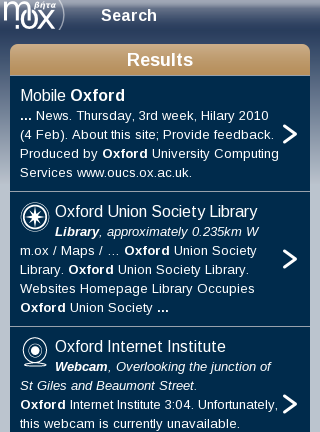 m.ox βήτα Search
Results
Mobile Oxford
... News. Thursday, 3rd week, Hilary 2010
(4 Feb). About this site; Provide feedback.
Produced by Oxford University Computing
Services www.oucs.ox.ac.uk.
Oxford Union Society Library
Library, approximately 0.235km W
m.ox / Maps / ... Oxford Union Society
Library. Oxford Union Society Library.
Websites Homepage Library Occupies
Oxford Union Society ...
Oxford Internet Institute
Webcam, Overlooking the junction of
St Giles and Beaumont Street.
Oxford Internet Institute 3:04. Unfortunately,
this webcam is currently unavailable.